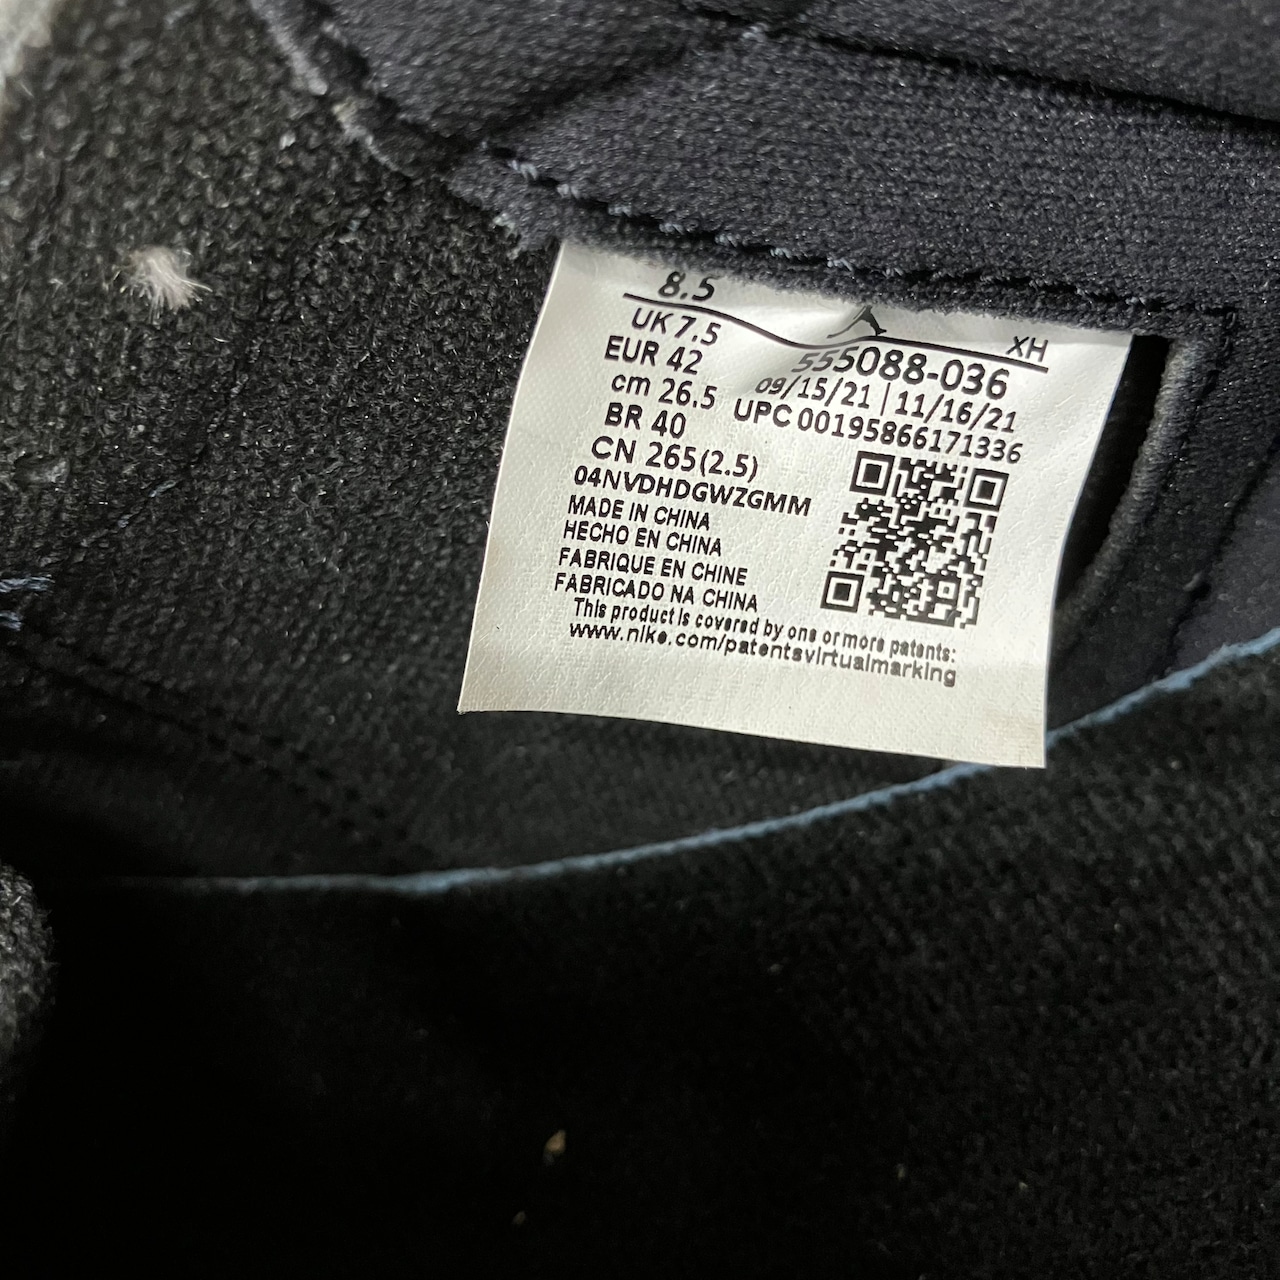 8.5
XH
UK 7.5
555088-036
EUR 42
09/15/21 | 11/16/21
cm 26.5
UPC 00195866171336
BR 40
CN 265(2.5)
04NVDHDGWZGMM
MADE IN CHINA
HECHO EN CHINA
FABRIQUE EN CHINE
FABRICADO NA CHINA
This product is covered by one or more patents:
www.nike.com/patentsvirtualmarking